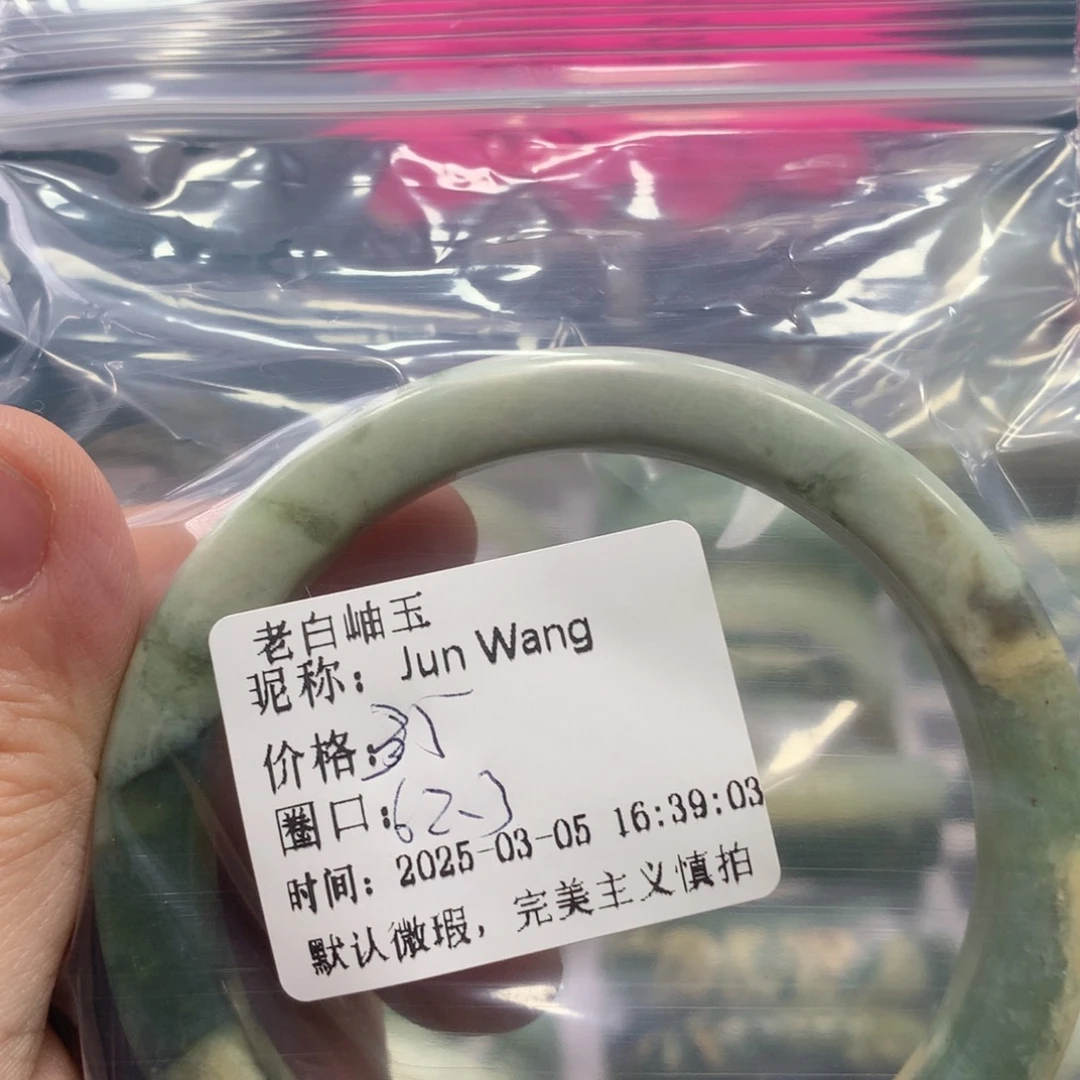 老白岫玉
昵称: Jun Wang
价格: 35
圈口: 62.3
时间: 2025-03-05 16:39:03
默认微瑕, 完美主义慎拍